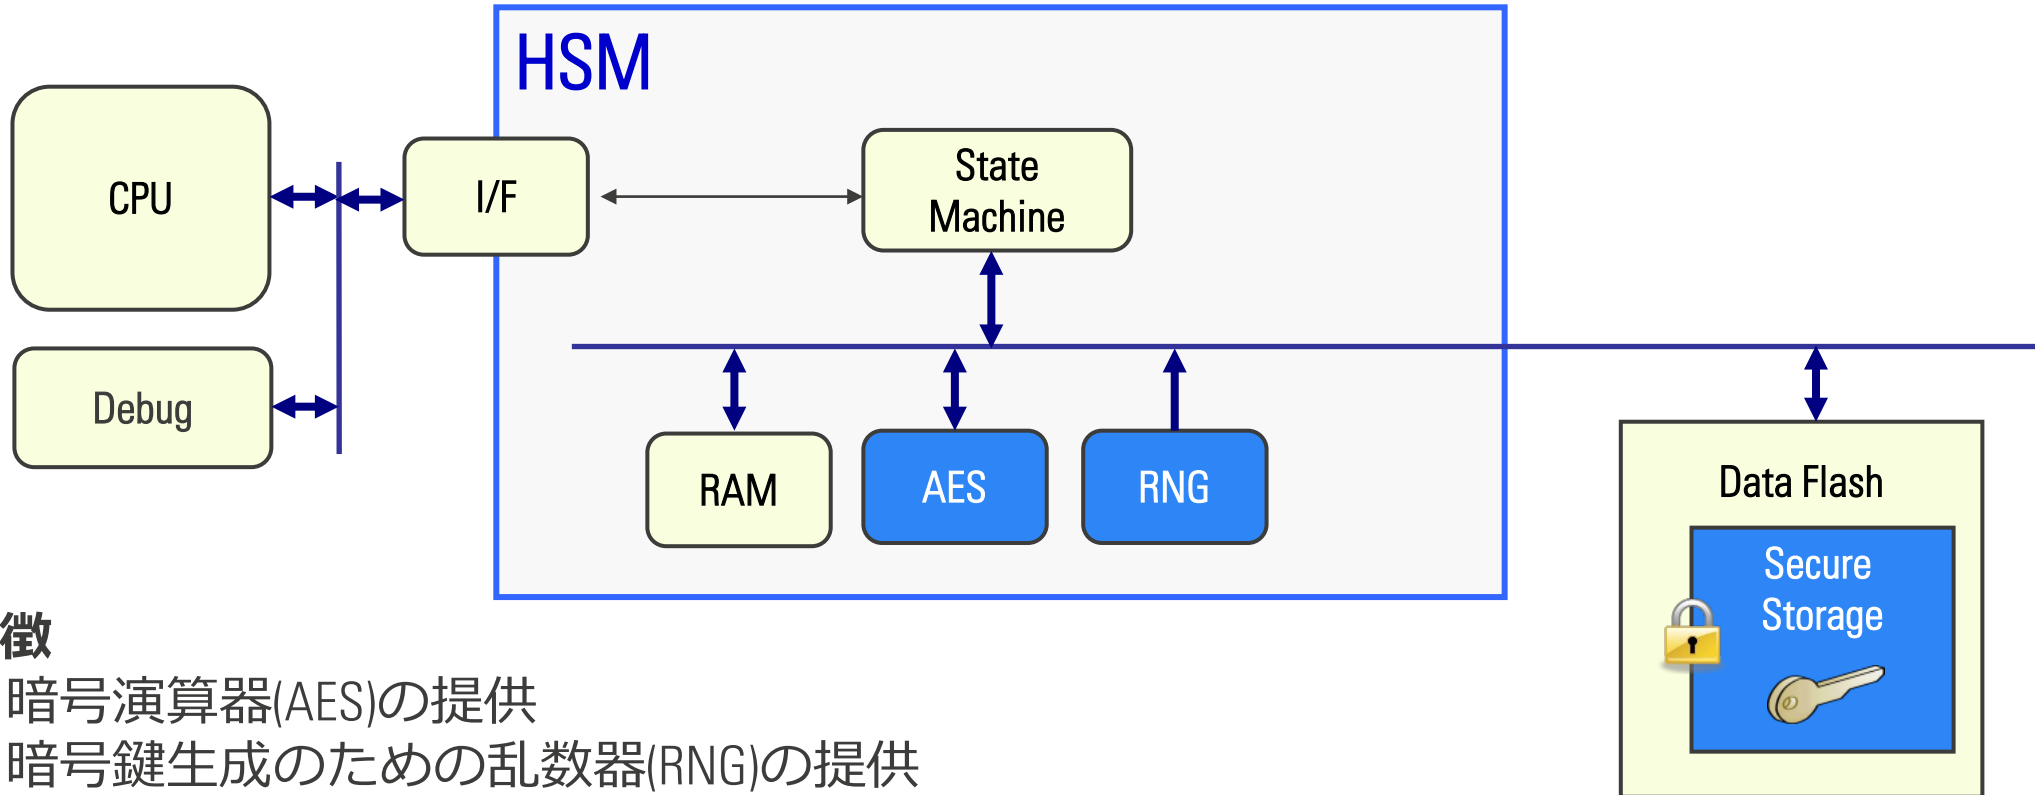 HSM
CPU
I/F
State
Machine
Debug
RAM
AES
RNG
Data Flash
Secure
Storage
徴
暗号演算器(AES)の提供
暗号鍵生成のための乱数器(RNG)の提供